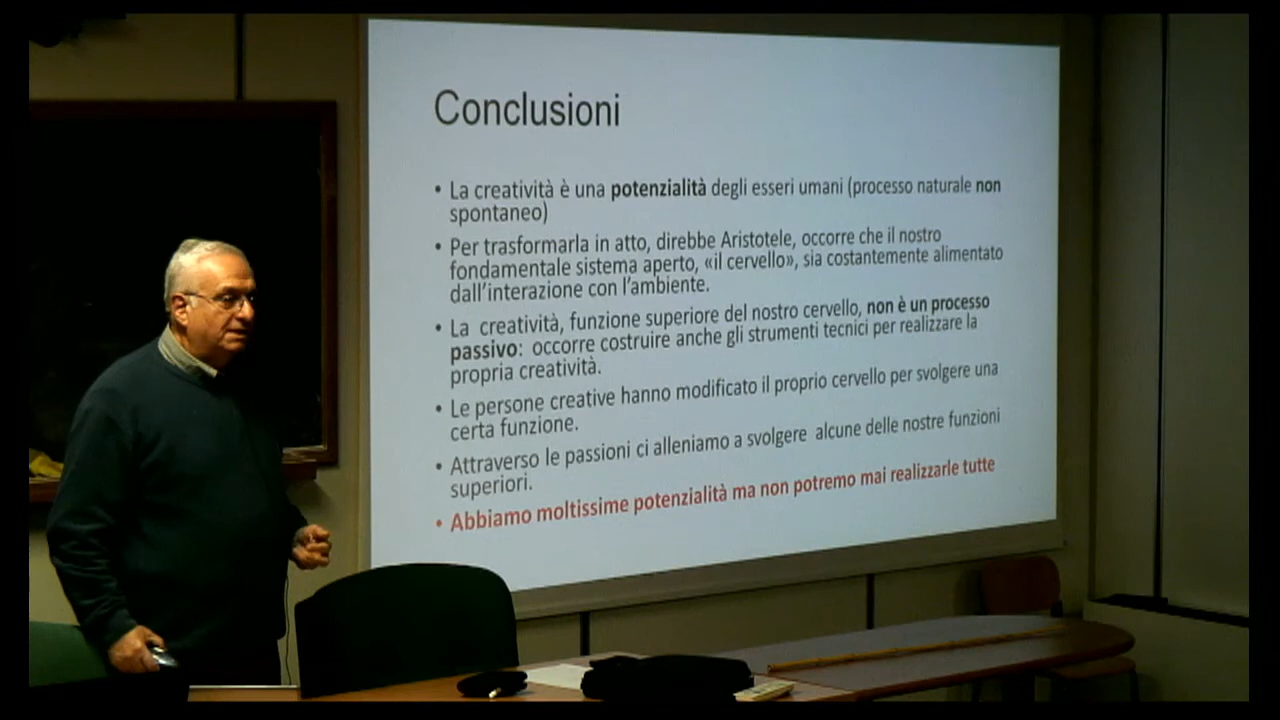 Conclusioni
• La creatività è una potenzialità degli esseri umani (processo naturale non
spontaneo)
• Per trasformarla in atto, direbbe Aristotele, occorre che il nostro
fondamentale sistema aperto, «il cervello», sia costantemente alimentato
dall'interazione con l'ambiente.
• La creatività, funzione superiore del nostro cervello, non è un processo
passivo: occorre costruire anche gli strumenti tecnici per realizzare la
propria creatività.
• Le persone creative hanno modificato il proprio cervello per svolgere una
certa funzione.
• Attraverso le passioni ci alleniamo a svolgere alcune delle nostre funzioni
superiori.
• Abbiamo moltissime potenzialità ma non potremo mai realizzarle tutte